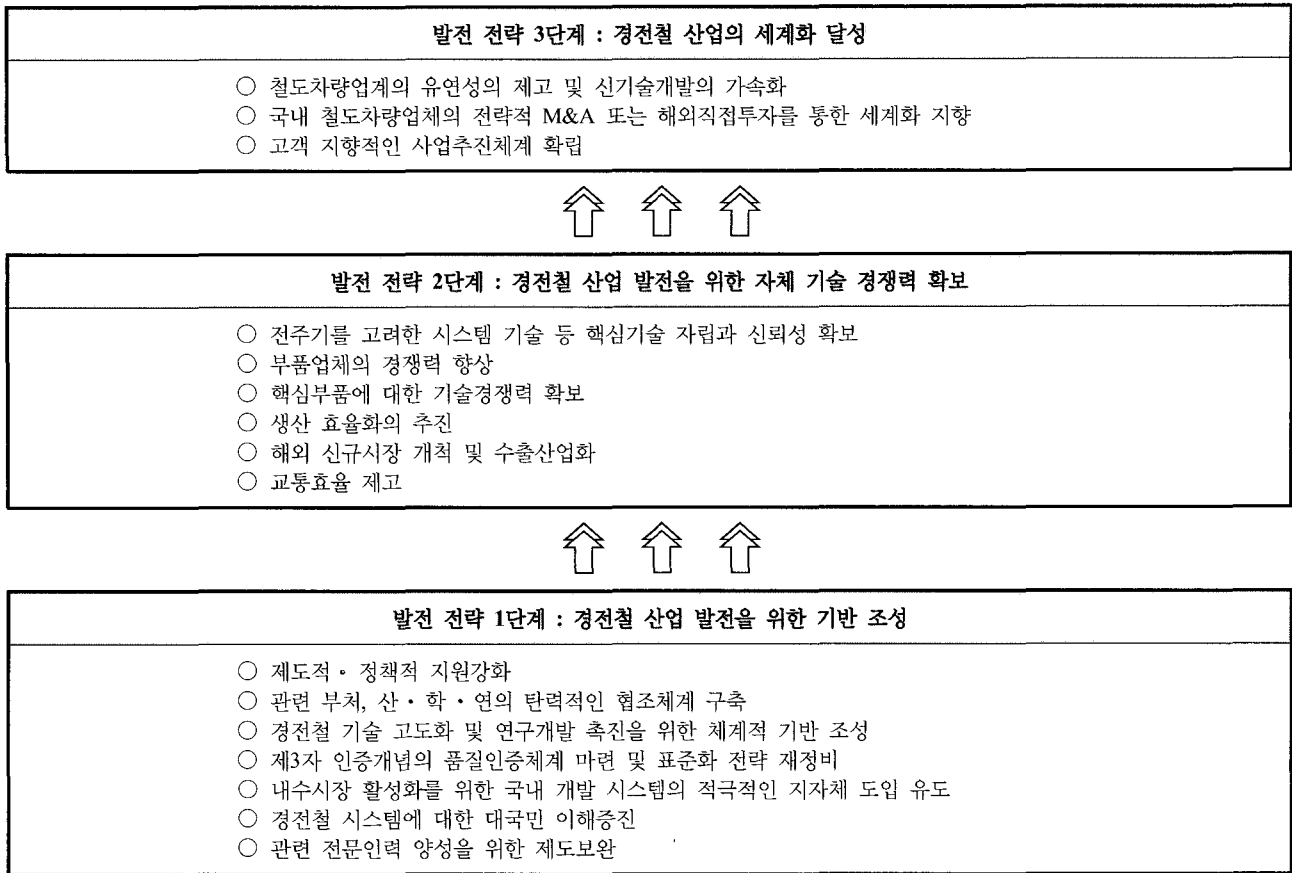 발전 전략 3단계 : 경전철 산업의 세계화 달성
○ 철도차량업계의 유연성의 제고 및 신기술개발의 가속화
○ 국내 철도차량업체의 전략적 M&A 또는 해외직접투자를 통한 세계화 지향
○ 고객 지향적인 사업추진체계 확립
발전 전략 2단계 : 경전철 산업 발전을 위한 자체 기술 경쟁력 확보
○ 전주기를 고려한 시스템 기술 등 핵심기술 자립과 신뢰성 확보
○ 부품업체의 경쟁력 향상
○ 핵심부품에 대한 기술경쟁력 확보
○ 생산 효율화의 추진
○ 해외 신규시장 개척 및 수출산업화
○ 교통효율 제고
발전 전략 1단계 : 경전철 산업 발전을 위한 기반 조성
○ 제도적・정책적 지원강화
○ 관련 부처, 산・학・연의 탄력적인 협조체계 구축
○ 경전철 기술 고도화 및 연구개발 촉진을 위한 체계적 기반 조성
○ 제3자 인증개념의 품질인증체계 마련 및 표준화 전략 재정비
○ 내수시장 활성화를 위한 국내 개발 시스템의 적극적인 지자체 도입 유도
○ 경전철 시스템에 대한 대국민 이해증진
○ 관련 전문인력 양성을 위한 제도보완